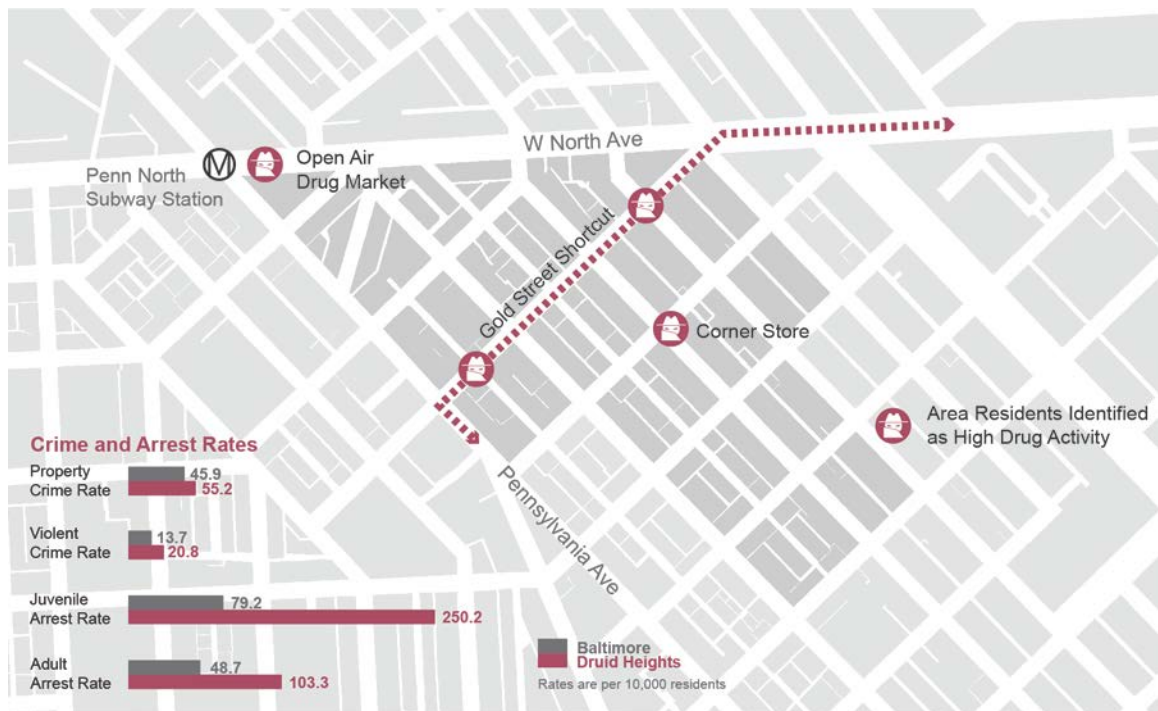 W North Ave
Penn North
Subway Station
M
Open Air
Drug Market
Gold Street Shortcut
Corner Store
Area Residents Identified
as High Drug Activity
Pennsylvania Ave
Crime and Arrest Rates
Property
Crime Rate
45.9
55.2
Violent
Crime Rate
13.7
20.8
Juvenile
Arrest Rate
79.2
250.2
Adult
Arrest Rate
48.7
103.3
Baltimore
Druid Heights
Rates are per 10,000 residents